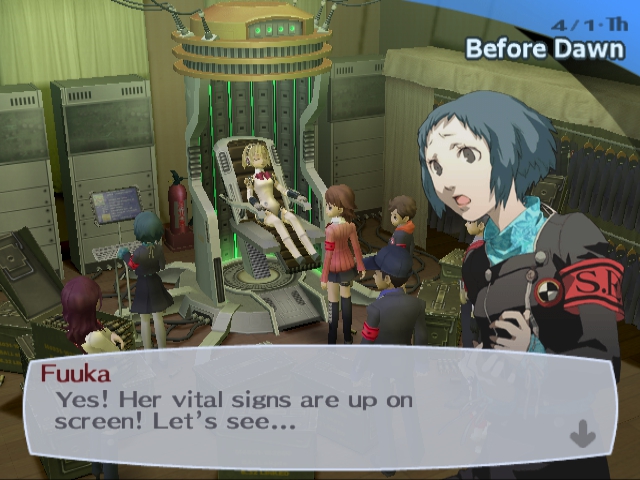 4/1·Th
Before Dawn
S.
Fuuka
Yes! Her vital signs are up on
screen! Let's see...